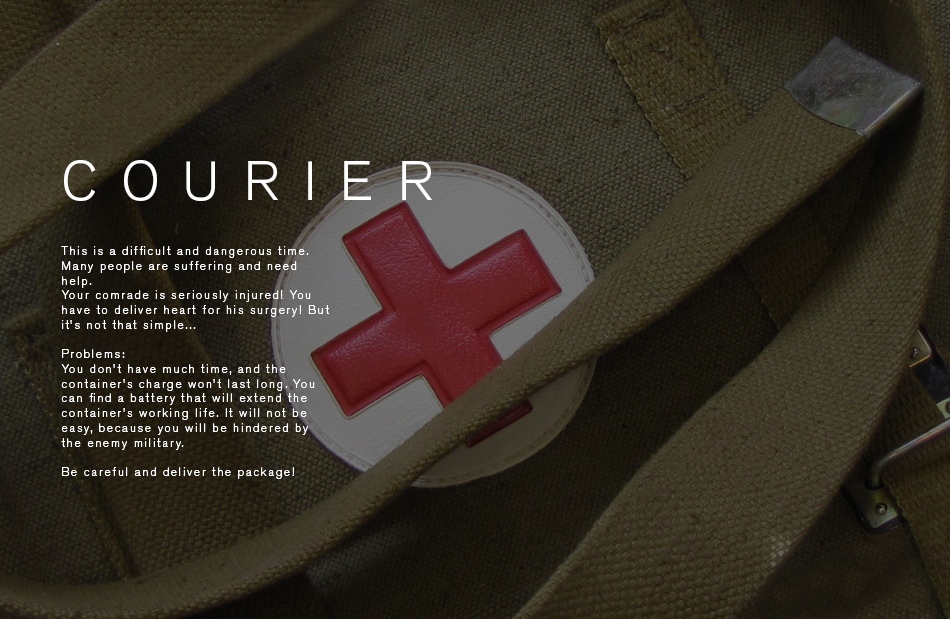 COURIER
This is a difficult and dangerous time.
Many people are suffering and need
help.
Your comrade is seriously injured! You
have to deliver heart for his surgery! But
it's not that simple...
Problems:
You don't have much time, and the
container's charge won't last long. You
can find a battery that will extend the
container's working life. It will not be
easy, because you will be hindered by
the enemy military.
Be careful and deliver the package!